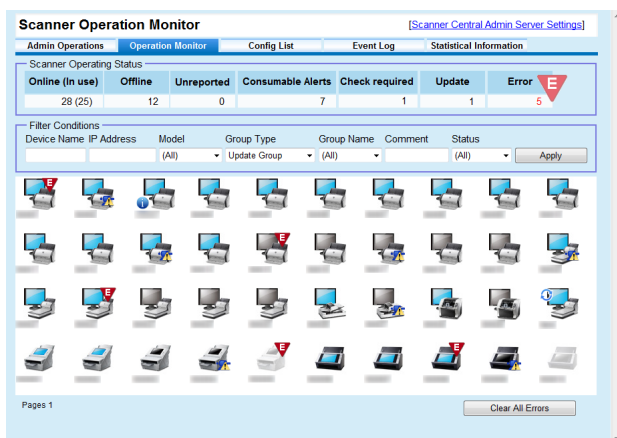 Scanner Operation Monitor
[Scanner Central Admin Server Settings]
Admin Operations Operation Monitor Config List Event Log Statistical Information
Scanner Operating Status
Online (In use) Offline Unreported Consumable Alerts Check required Update Error E
28 (25) 12 0 7 1 1 5
Filter Conditions
Device Name IP Address Model Group Type Group Name Comment Status
(All) Update Group (All) (All) Apply
E
E
E
E E
Pages 1
Clear All Errors